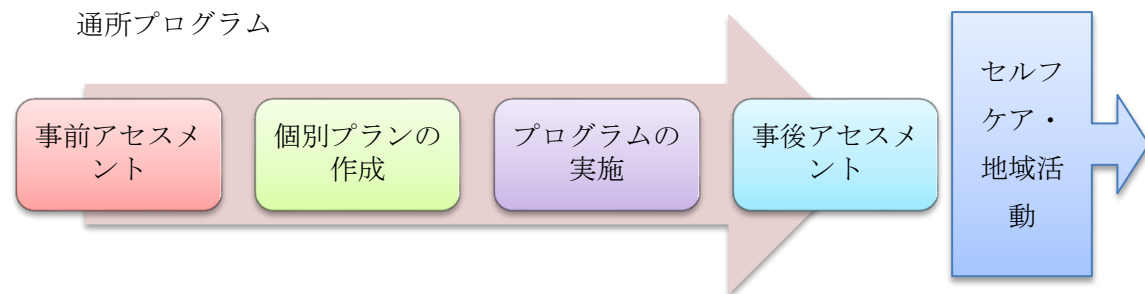 通所プログラム
事前アセスメ
ント
個別プランの
作成
プログラムの
実施
事後アセスメ
ント
セルフ
ケア・
地域活
動